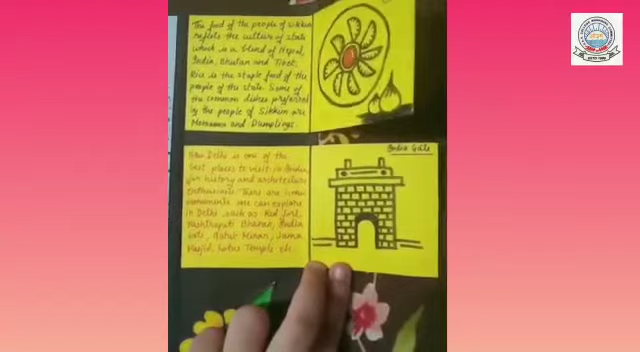 The food of the people of Sikkim
reflets the culture of state
which is a blend of Nepal,
India, Bhutan and Tibet.
Rice is the staple food of the
people of the state. Some of
the common dishes preferred
by the people of Sikkim are
Mommos and Dumplings.
New Delhi is one of the
best places to visit in India
for history and architecture
enthusiasts. There are
monuments one can explore
in Delhi such as Red fort,
Rashtrapati Bhavan, India
Gate, Qutub Minar, Jama
Masjid, Lotus Temple etc.
India Gate